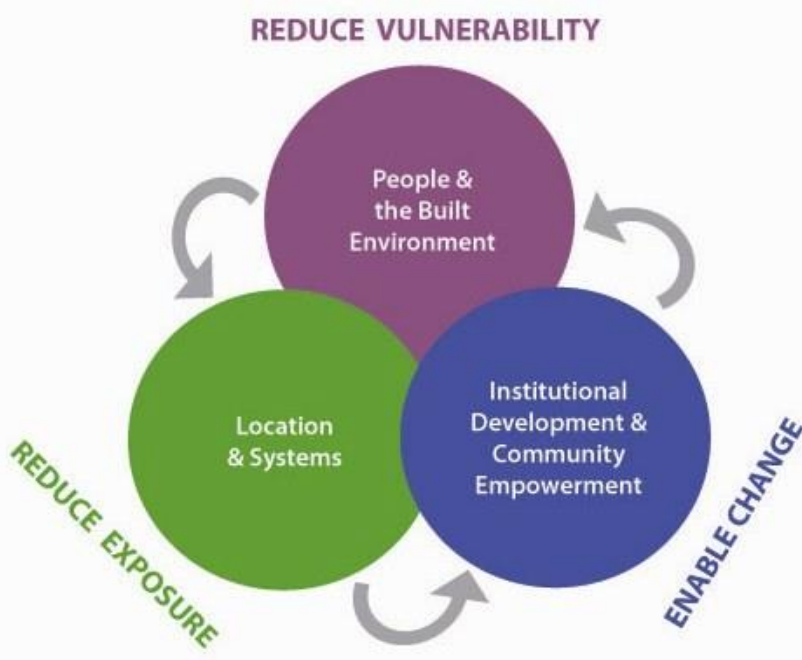 REDUCE VULNERABILITY
People &
the Built
Environment
Location
& Systems
Institutional
Development &
Community
Empowerment
REDUCE EXPOSURE
ENABLE CHANGE